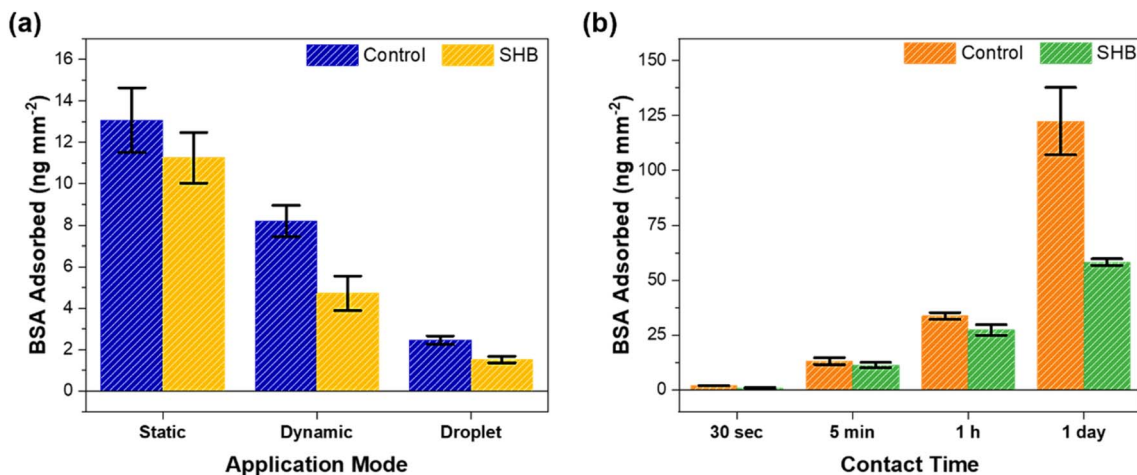 (a)
Control SHB
BSA Adsorbed (ng mm⁻²)
16
14
12
10
8
6
4
2
0
Static Dynamic Droplet
Application Mode
(b)
Control SHB
BSA Adsorbed (ng mm⁻²)
150
125
100
75
50
25
0
30 sec 5 min 1 h 1 day
Contact Time